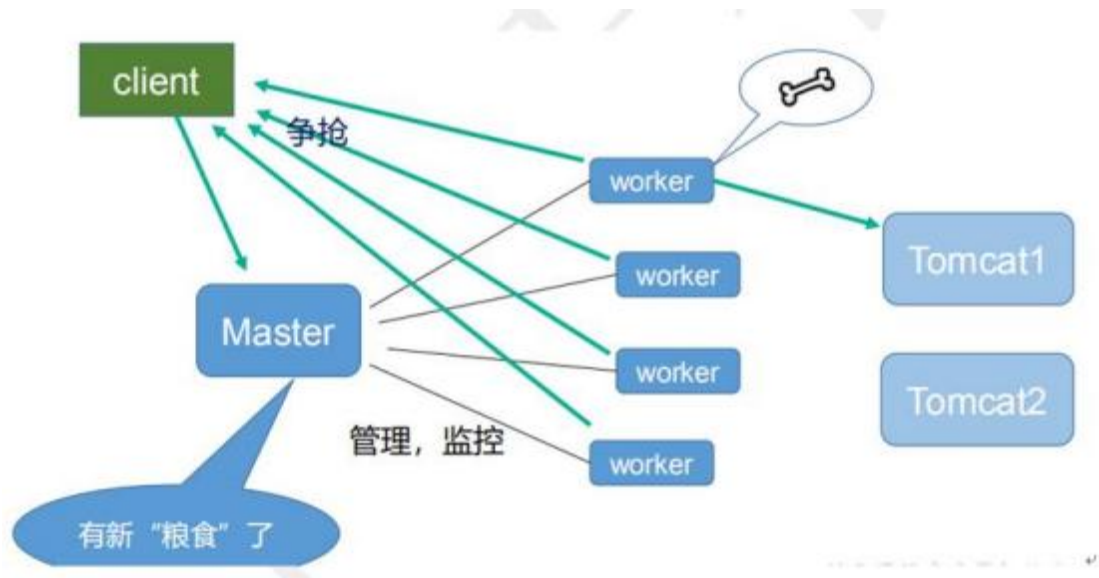 client
争抢
worker
worker
Tomcat1
Master
worker
Tomcat2
管理，监控
worker
有新“粮食”了